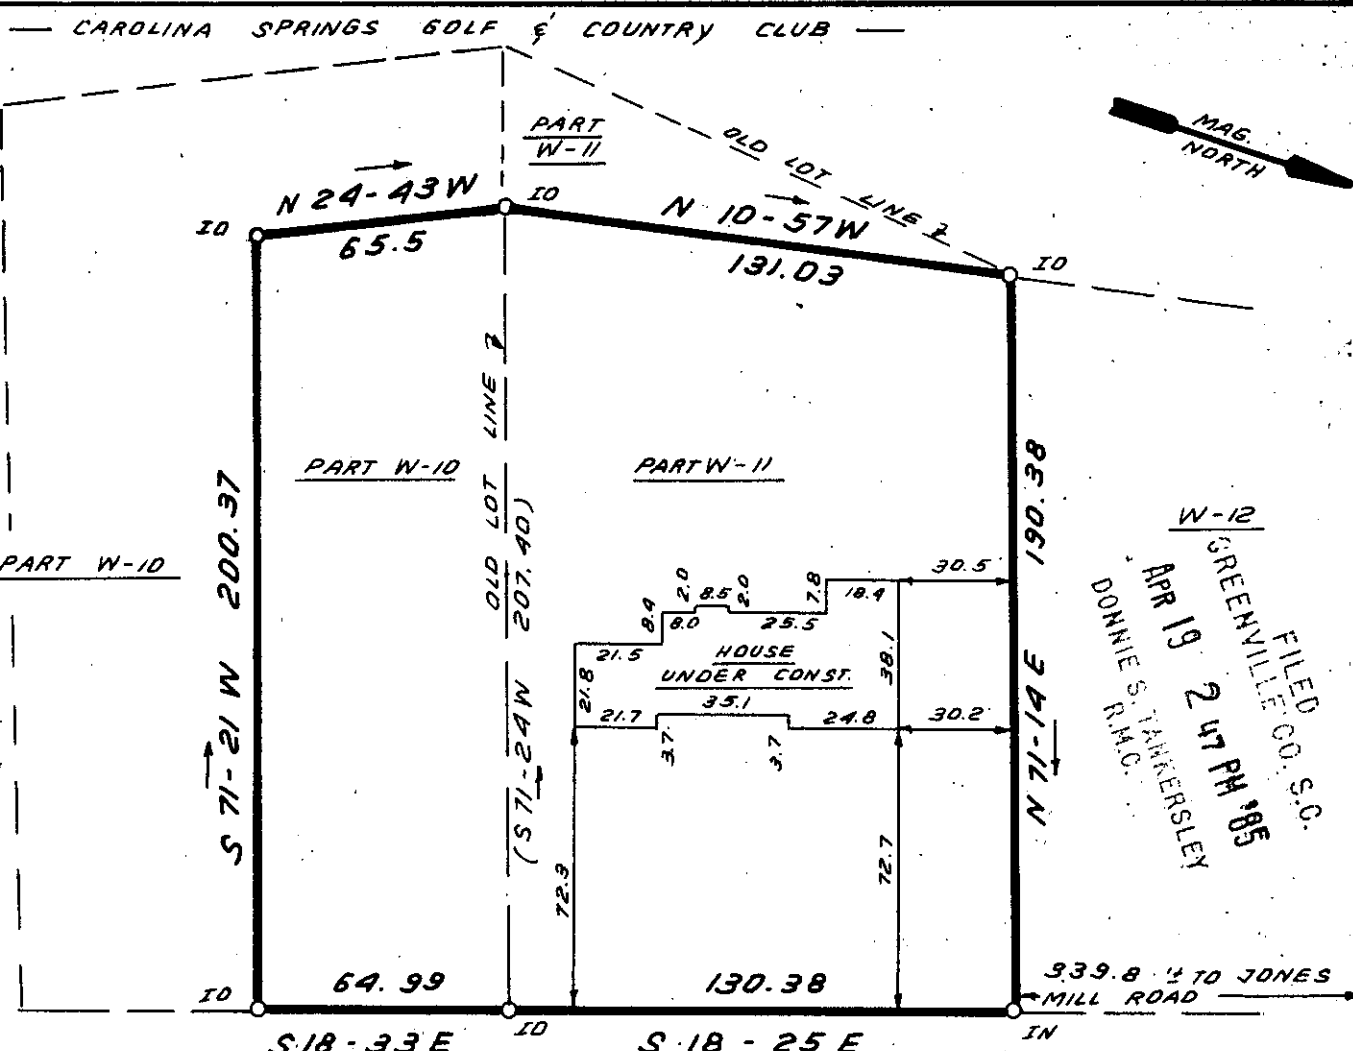 CAROLINA SPRINGS GOLF & COUNTRY CLUB
MAG.
NORTH
PART
W-11
OLD LOT LINE
N 24-43 W
65.5
IO
IO
N 10-57 W
131.03
IO
OLD LOT LINE
(S 71-24 W 207.40)
PART W-10
PART W-11
S 71-21 W 200.37
N 71-14 E 190.38
PART W-10
W-12
FILED
GREENVILLE CO. S.C.
APR 19 2 47 PM '85
DONNIE S. TANKERSLEY
R.M.C.
30.5
2.0
8.5
2.0
7.8
18.4
8.4
8.0
25.5
21.5
HOUSE
UNDER CONST.
38.1
21.8
35.1
21.7
24.8
30.2
3.7
3.7
72.3
72.7
64.99
130.38
339.8 '± TO JONES
MILL ROAD
IO
IO
IN
S 18-33 E
S 18-25 E